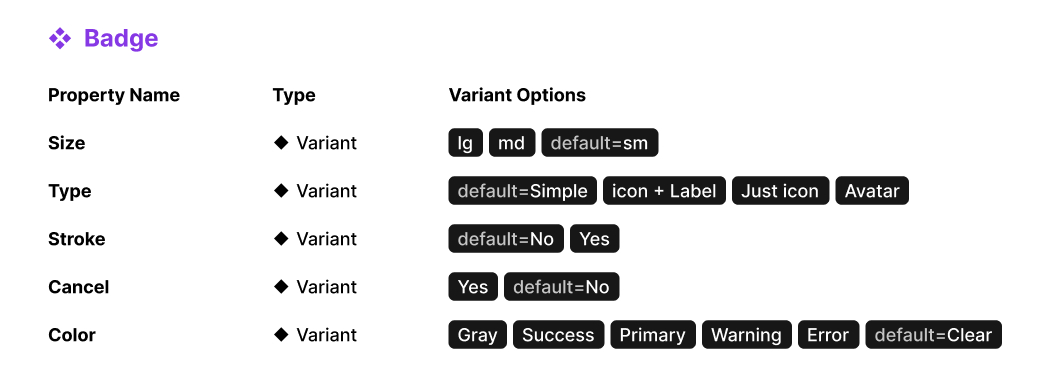 Badge
Property Name Type Variant Options
Size Variant lg md default=sm
Type Variant default=Simple icon + Label Just icon Avatar
Stroke Variant default=No Yes
Cancel Variant Yes default=No
Color Variant Gray Success Primary Warning Error default=Clear